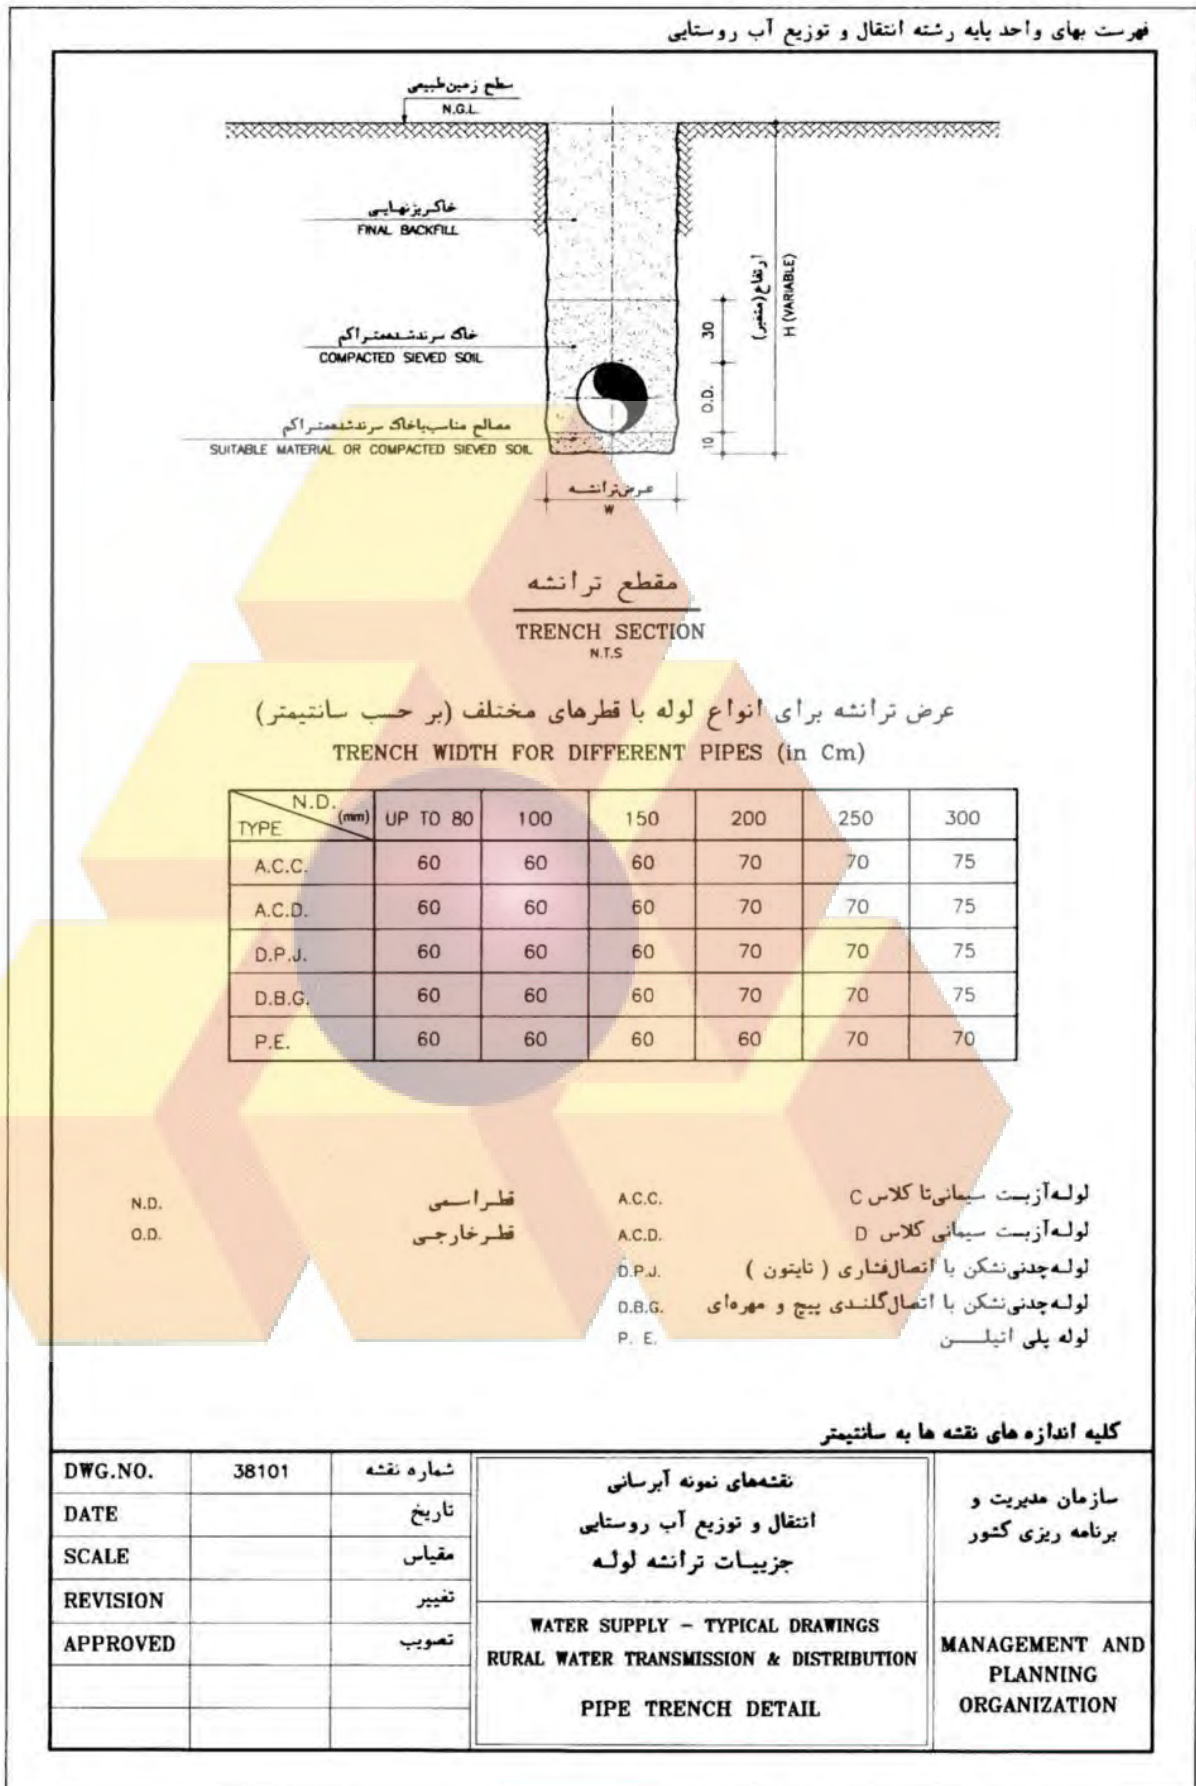 فهرست بهای واحد پایه رشته انتقال و توزیع آب روستایی
سطح زمین طبیعی
N.G.L.
خاکریز نهایی
FINAL BACKFILL
خاک سرند شده متراکم
COMPACTED SIEVED SOIL
مصالح مناسب یا خاک سرند شده متراکم
SUITABLE MATERIAL OR COMPACTED SIEVED SOIL
30
O.D.
10
ارتفاع (متغیر)
H (VARIABLE)
عرض ترانشه
W
مقطع ترانشه
TRENCH SECTION
N.T.S
عرض ترانشه برای انواع لوله با قطرهای مختلف (بر حسب سانتیمتر)
TRENCH WIDTH FOR DIFFERENT PIPES (in Cm)
TYPE N.D. (mm) UP TO 80 100 150 200 250 300
A.C.C. 60 60 60 70 70 75
A.C.D. 60 60 60 70 70 75
D.P.J. 60 60 60 70 70 75
D.B.G. 60 60 60 70 70 75
P.E. 60 60 60 60 70 70
لوله آزبست سیمانی تا کلاس C A.C.C.
لوله آزبست سیمانی کلاس D A.C.D.
لوله چدنی نشکن با اتصال فشاری ( تایتون ) D.P.J.
لوله چدنی نشکن با اتصال گلندی پیچ و مهره‌ای D.B.G.
لوله پلی اتیلن P. E.
قطر اسمی N.D.
قطر خارجی O.D.
کلیه اندازه های نقشه ها به سانتیمتر
DWG.NO. 38101 شماره نقشه
DATE تاریخ
SCALE مقیاس
REVISION تغییر
APPROVED تصویب
نقشه‌های نمونه آبرسانی
انتقال و توزیع آب روستایی
جزییات ترانشه لوله
WATER SUPPLY – TYPICAL DRAWINGS
RURAL WATER TRANSMISSION & DISTRIBUTION
PIPE TRENCH DETAIL
سازمان مدیریت و
برنامه ریزی کشور
MANAGEMENT AND
PLANNING
ORGANIZATION